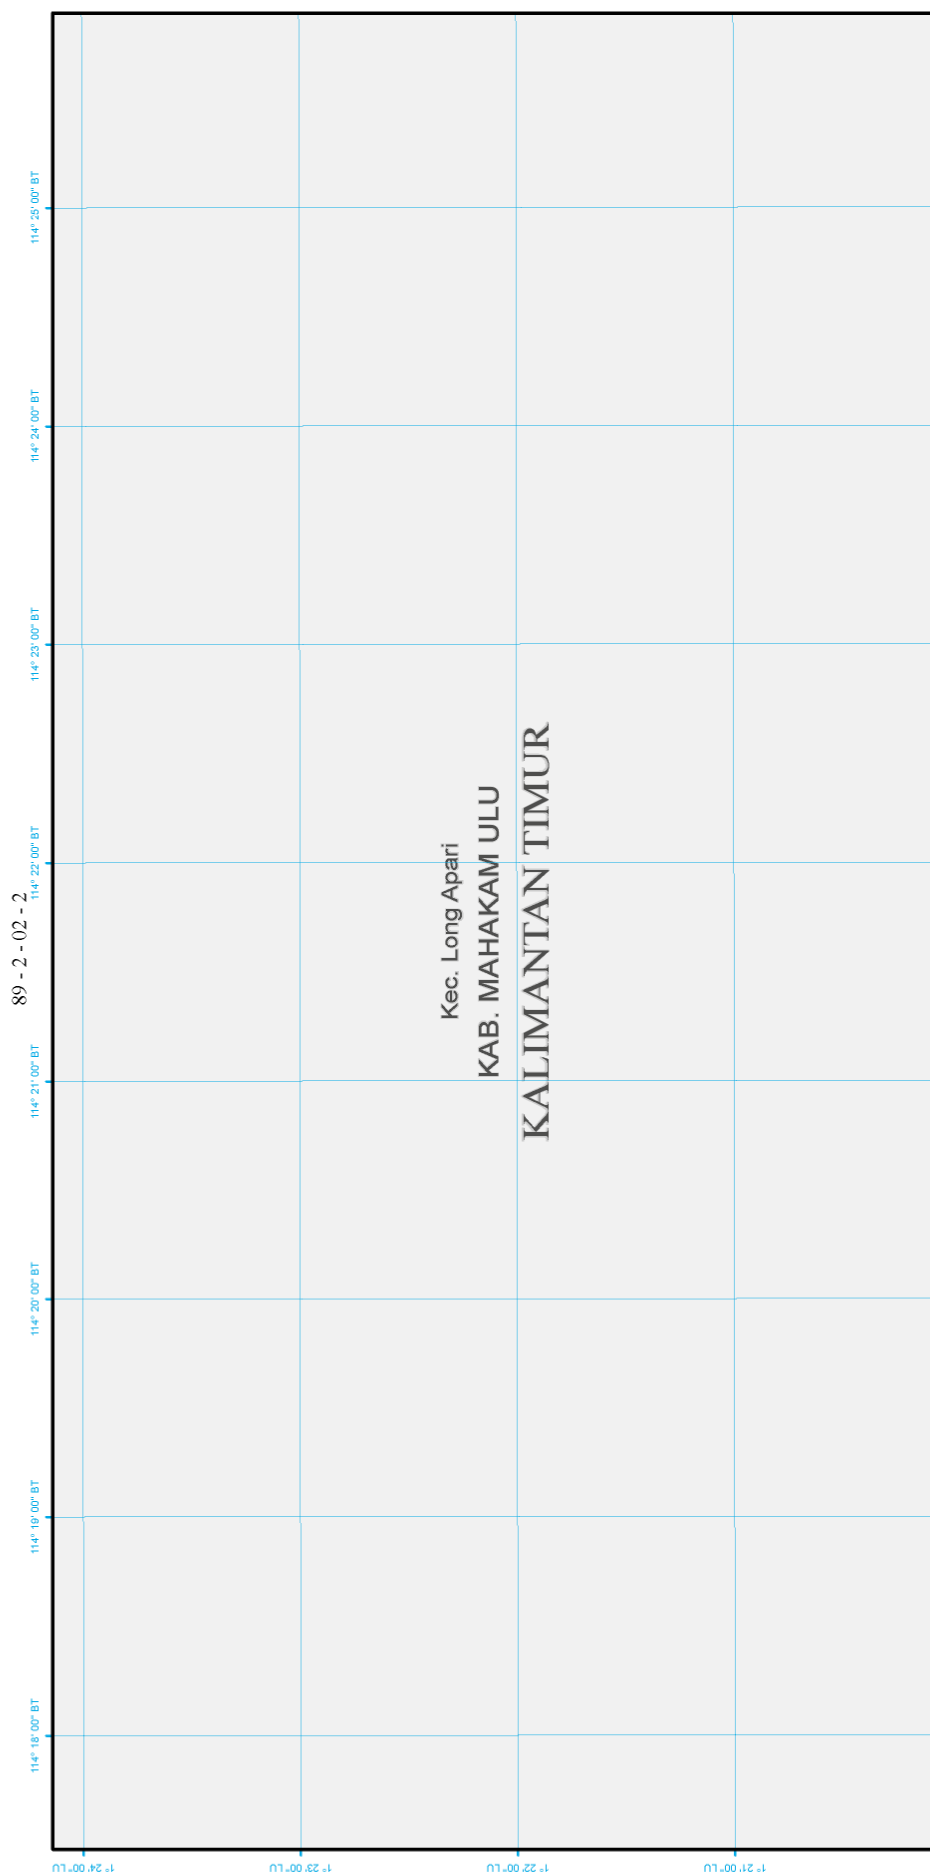 89 - 2 - 02 - 2
114° 18' 00" BT
114° 19' 00" BT
114° 20' 00" BT
114° 21' 00" BT
114° 22' 00" BT
114° 23' 00" BT
114° 24' 00" BT
114° 25' 00" BT
1° 24' 00" LU
1° 23' 00" LU
1° 22' 00" LU
1° 21' 00" LU
Kec. Long Apari
KAB. MAHAKAM ULU
KALIMANTAN TIMUR